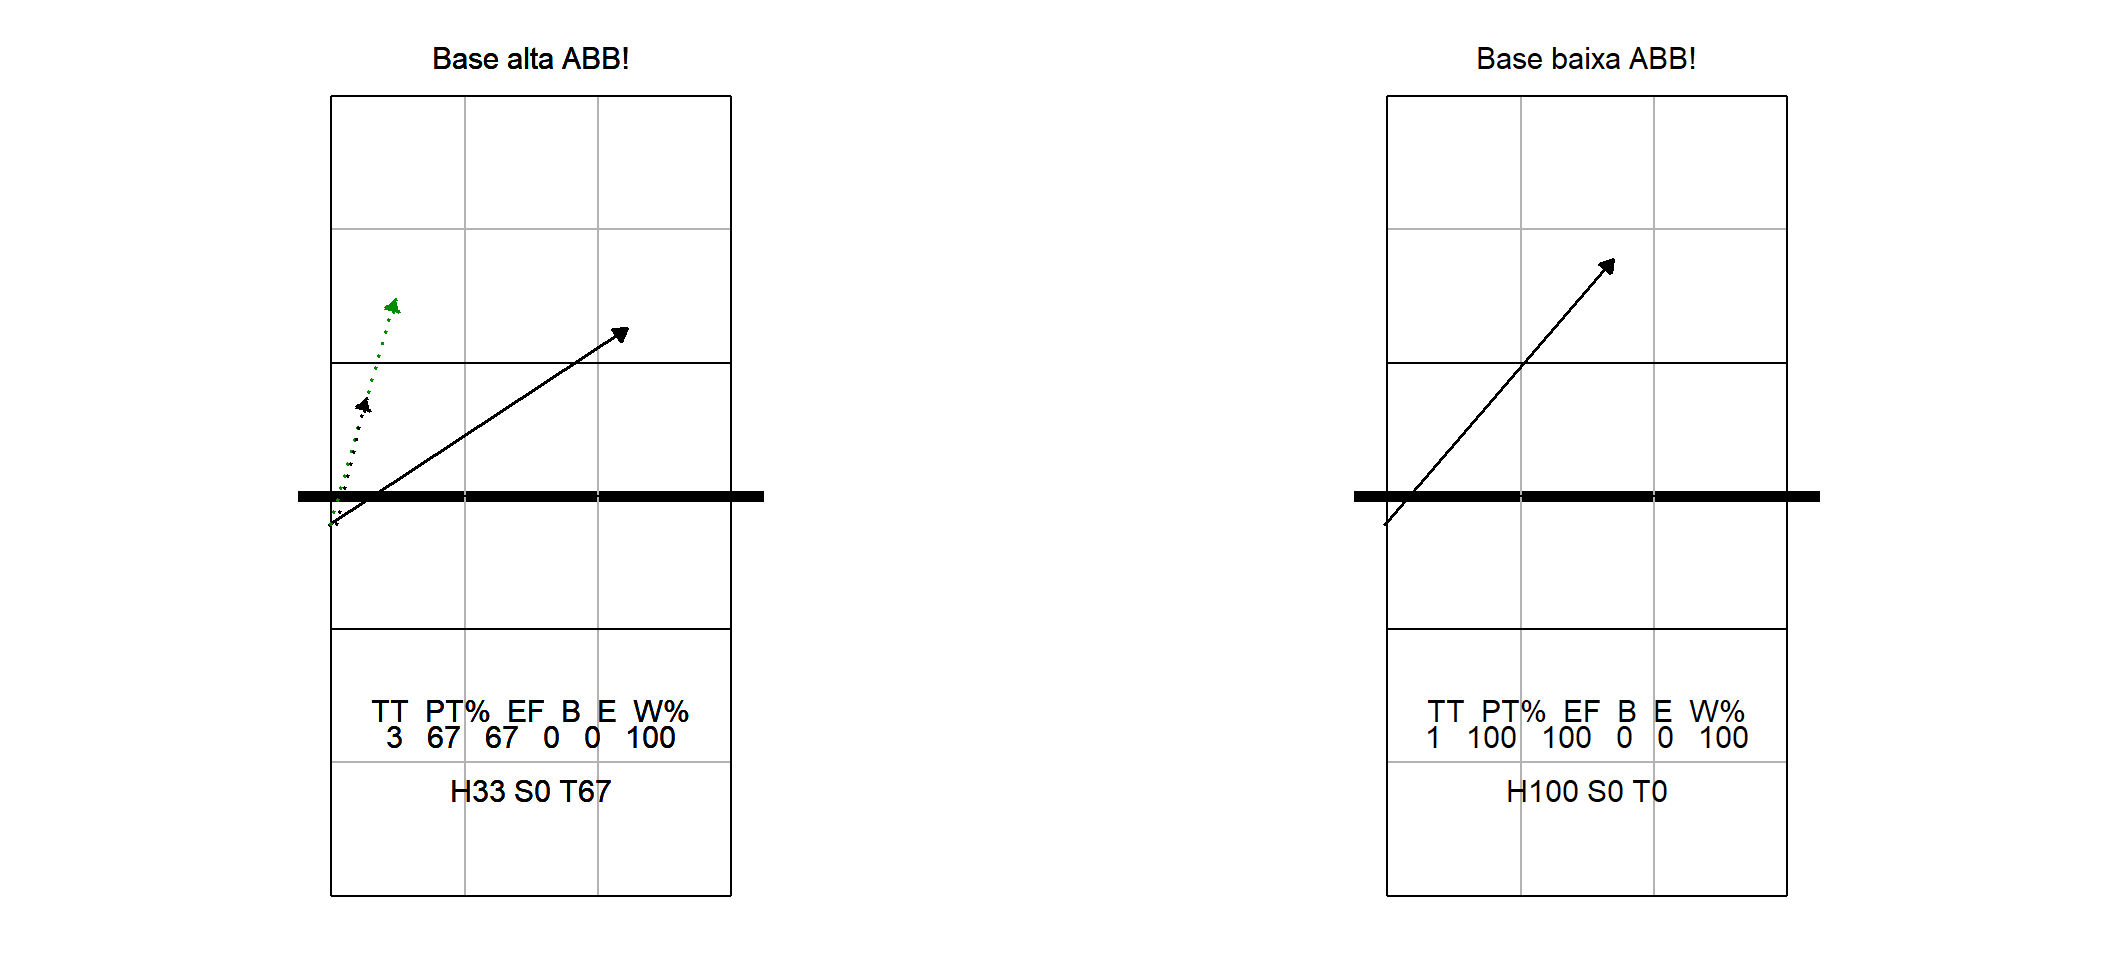 Base alta ABB!
TT PT% EF B E W%
3 67 67 0 0 100
H33 S0 T67
Base baixa ABB!
TT PT% EF B E W%
1 100 100 0 0 100
H100 S0 T0